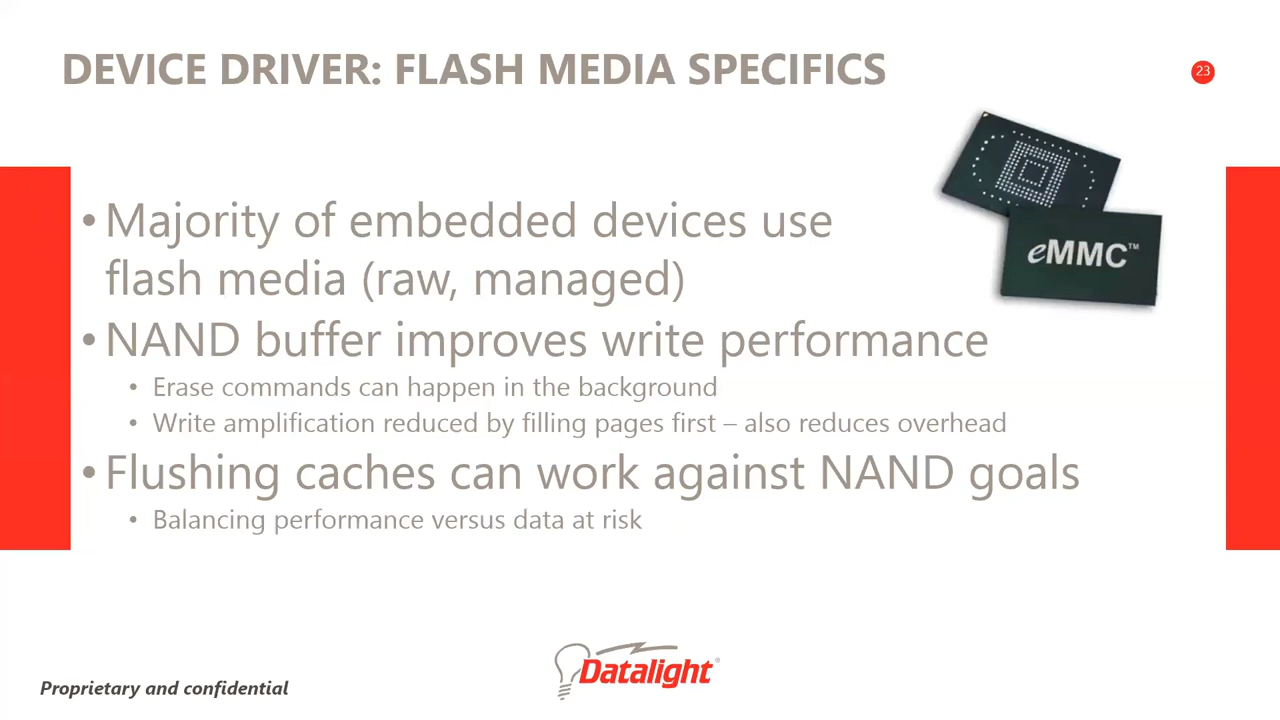 DEVICE DRIVER: FLASH MEDIA SPECIFICS
23
• Majority of embedded devices use
flash media (raw, managed)
eMMC™
• NAND buffer improves write performance
• Erase commands can happen in the background
• Write amplification reduced by filling pages first – also reduces overhead
• Flushing caches can work against NAND goals
• Balancing performance versus data at risk
Datalight®
Proprietary and confidential